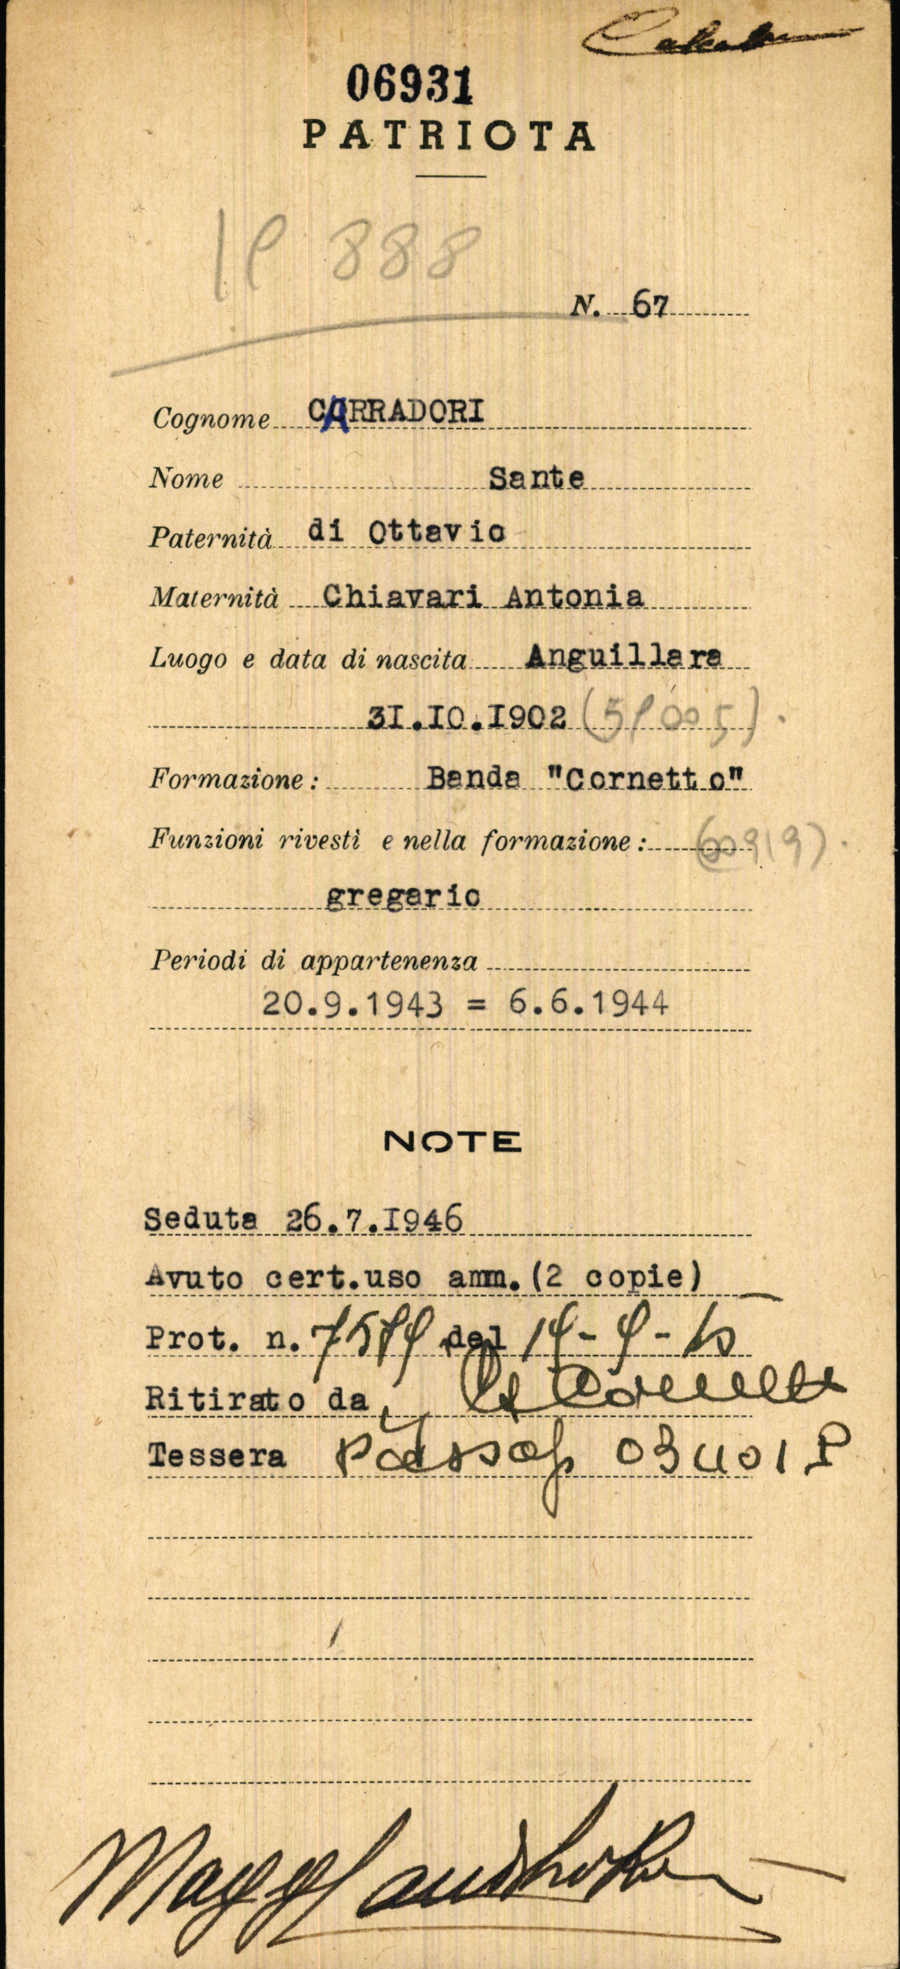 06931
PATRIOTA
888
N. 67
Cognome CARRADORI
Nome Sante
Paternità di Ottavio
Maternità Chiavari Antonia
Luogo e data di nascita Anguillara
31.10.1902
Formazione: Banda "Cornetto"
Funzioni rivesti e nella formazione:
gregario
Periodi di appartenenza
20.9.1943 = 6.6.1944
NOTE
Seduta 26.7.1946
Avuto cert.uso amm.(2 copie)
Prot. n. del
Ritirato da
Tessera